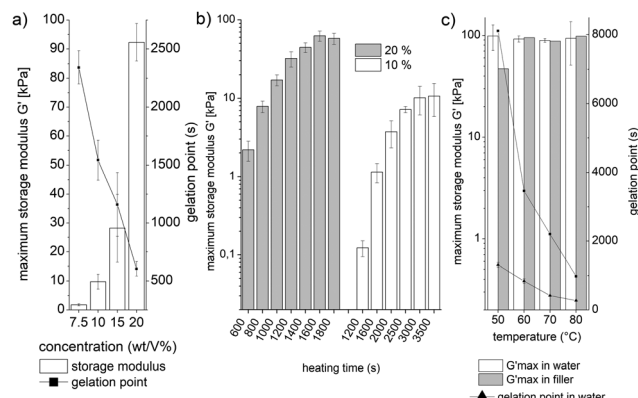 a)
maximum storage modulus G' [kPa]
100
90
80
70
60
50
40
30
20
10
0
2500
2000
1500
1000
500
gelation point (s)
7.5 10 15 20
concentration (wt/V%)
storage modulus
gelation point
b)
maximum storage modulus G' [kPa]
100
10
1
0,1
20 %
10 %
600 800 1000 1200 1400 1600 1800 1200 1600 2000 2500 3000 3500
heating time (s)
c)
maximum storage modulus G' [kPa]
100
10
1
8000
6000
4000
2000
0
gelation point (s)
50 60 70 80
temperature (°C)
G'max in water
G'max in filler
gelation point in water